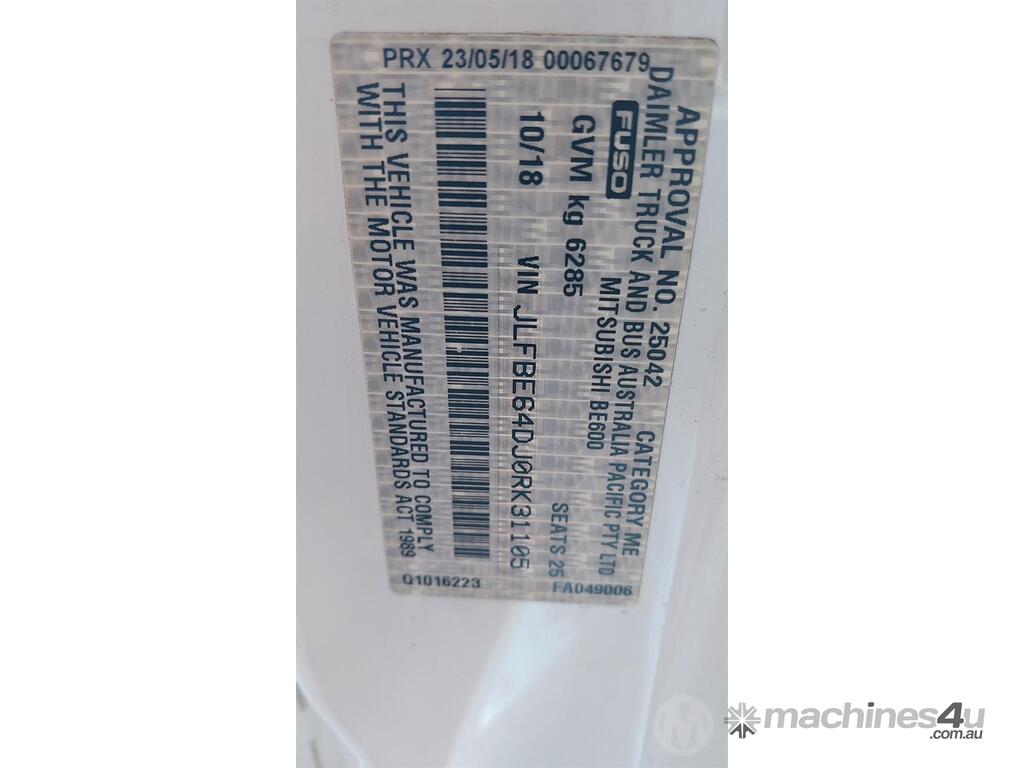 PRX 23/05/18 00067679
APPROVAL NO. 25042 CATEGORY ME
DAIMLER TRUCK AND BUS AUSTRALIA PACIFIC PTY LTD
FUSO MITSUBISHI BE600
GVM kg 6285 SEATS 25
10/18 VIN JLFBE64DJ0RK31105
THIS VEHICLE WAS MANUFACTURED TO COMPLY
WITH THE MOTOR VEHICLE STANDARDS ACT 1989
Q1016223 FA049006
machines4u
.com.au